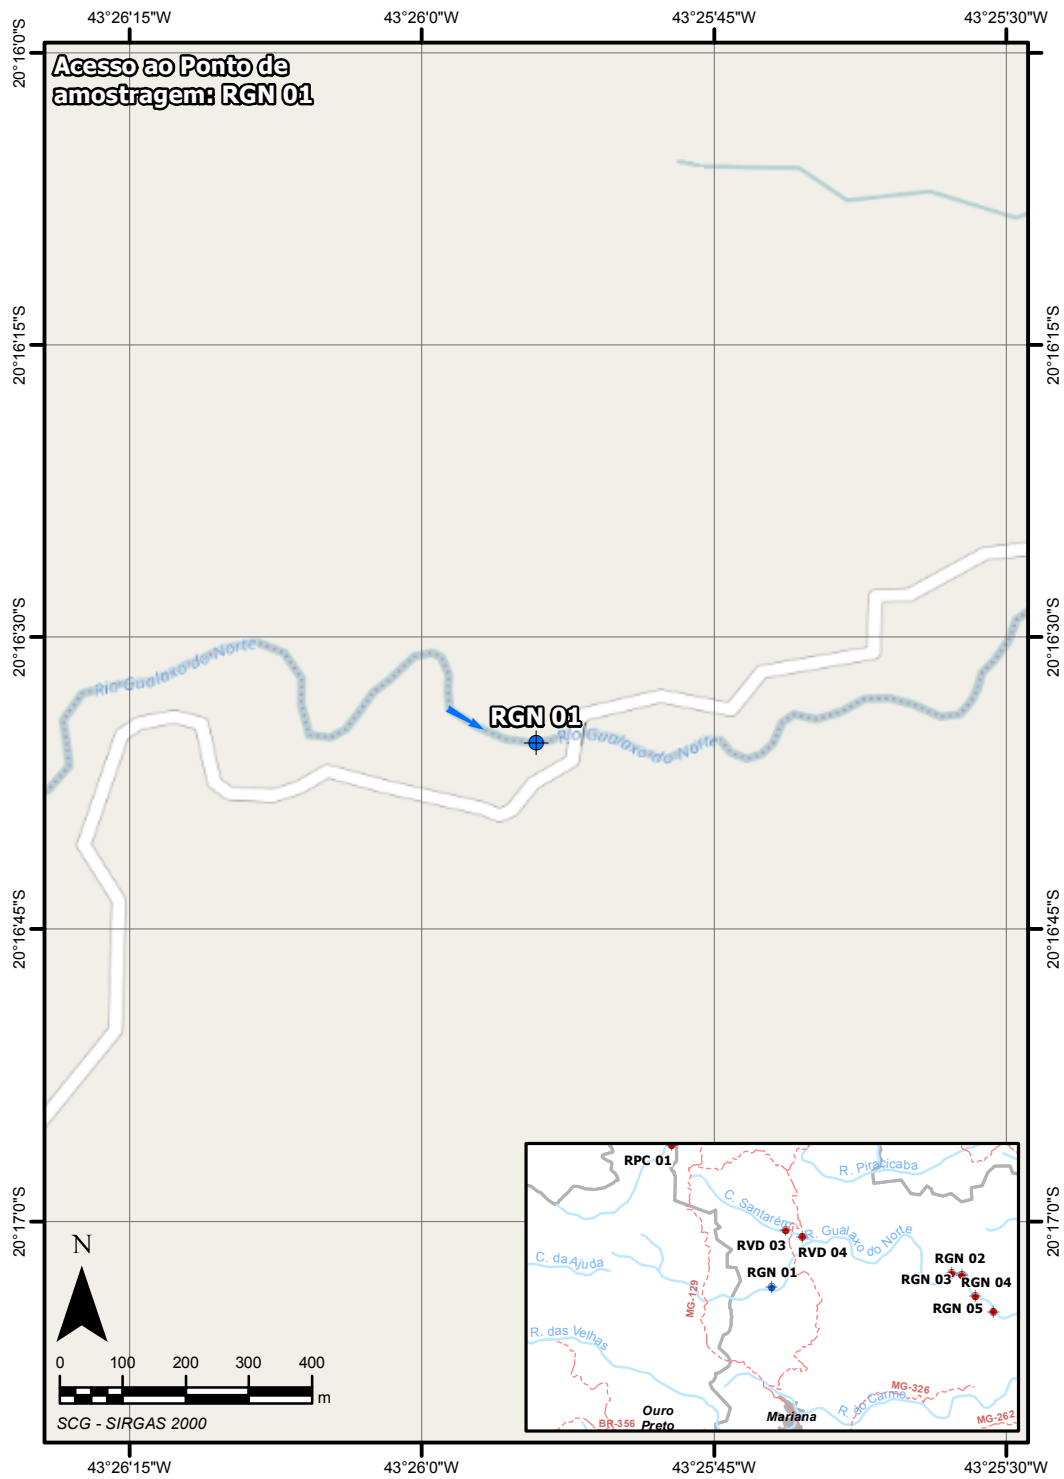 43°26'15"W
43°26'0"W
43°25'45"W
43°25'30"W
20°16'0"S
20°16'0"S
Acesso ao Ponto de
amostragem: RGN 01
20°16'15"S
20°16'15"S
20°16'30"S
20°16'30"S
Rio Gualaxo do Norte
RGN 01
Rio Gualaxo do Norte
20°16'45"S
20°16'45"S
20°17'0"S
20°17'0"S
RPC 01
R. Piracicaba
C. Santarém
R. Gualaxo do Norte
RVD 03
RVD 04
C. da Ajuda
RGN 01
RGN 02
RGN 03
RGN 04
RGN 05
MG-129
R. das Velhas
MG-326
R. do Carmo
MG-262
BR-356
Ouro
Preto
Mariana
N
0 100 200 300 400
m
SCG - SIRGAS 2000
43°26'15"W
43°26'0"W
43°25'45"W
43°25'30"W